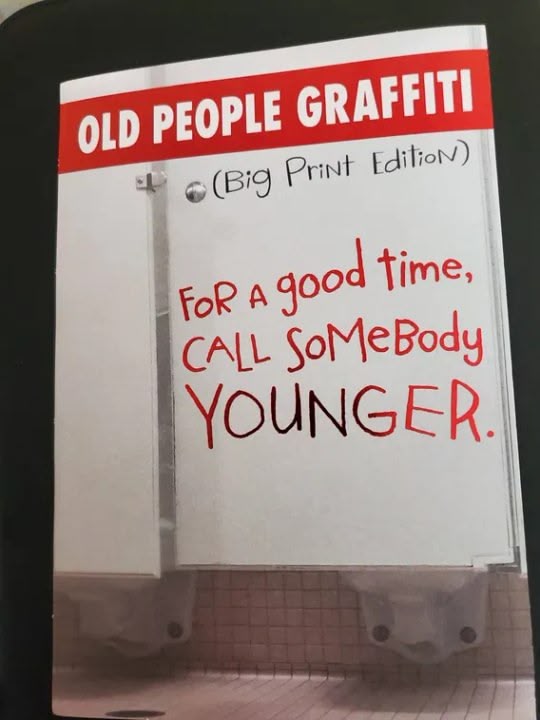 OLD PEOPLE GRAFFITI
(Big PriNt EditioN)
FoR A good time,
CALL SoMeBody
YOUNGER.